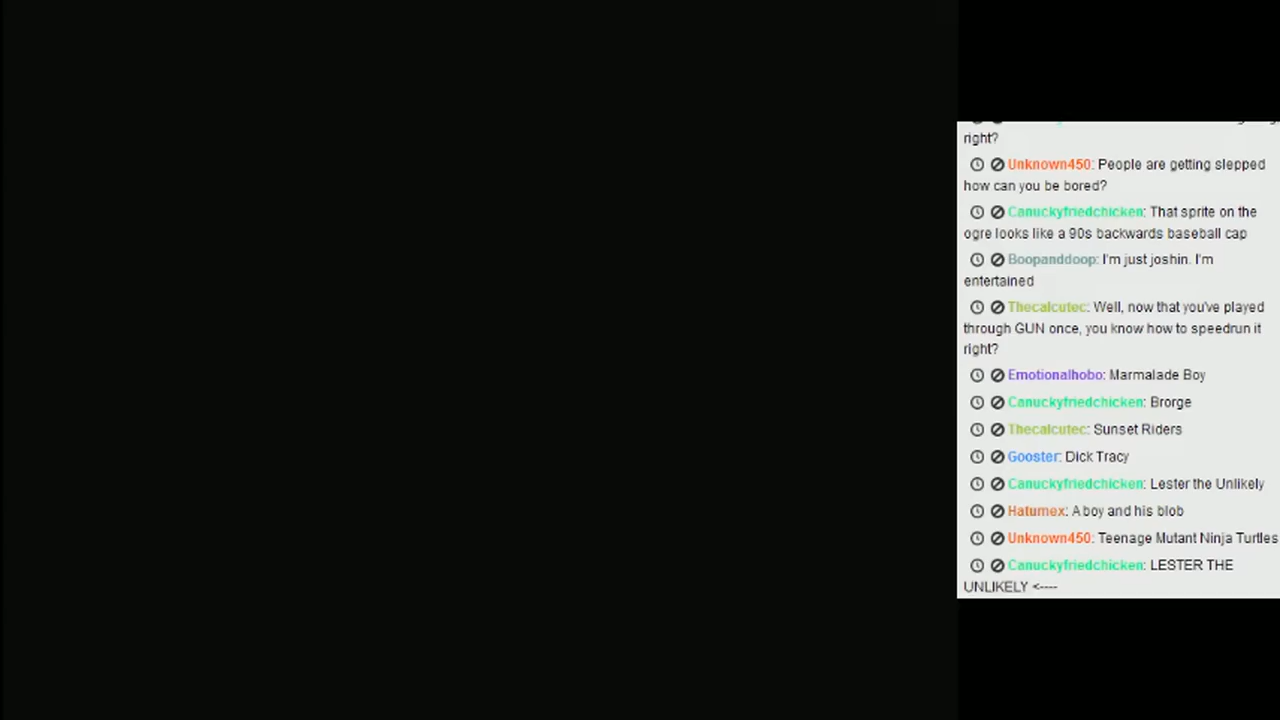 right?
Unknown450: People are getting slepped
how can you be bored?
Canuckyfriedchicken: That sprite on the
ogre looks like a 90s backwards baseball cap
Boopanddoop: I'm just joshin. I'm
entertained
Thecalcutec: Well, now that you've played
through GUN once, you know how to speedrun it
right?
Emotionalhobo: Marmalade Boy
Canuckyfriedchicken: Brorge
Thecalcutec: Sunset Riders
Gooster: Dick Tracy
Canuckyfriedchicken: Lester the Unlikely
Hatumex: A boy and his blob
Unknown450: Teenage Mutant Ninja Turtles
Canuckyfriedchicken: LESTER THE
UNLIKELY <----